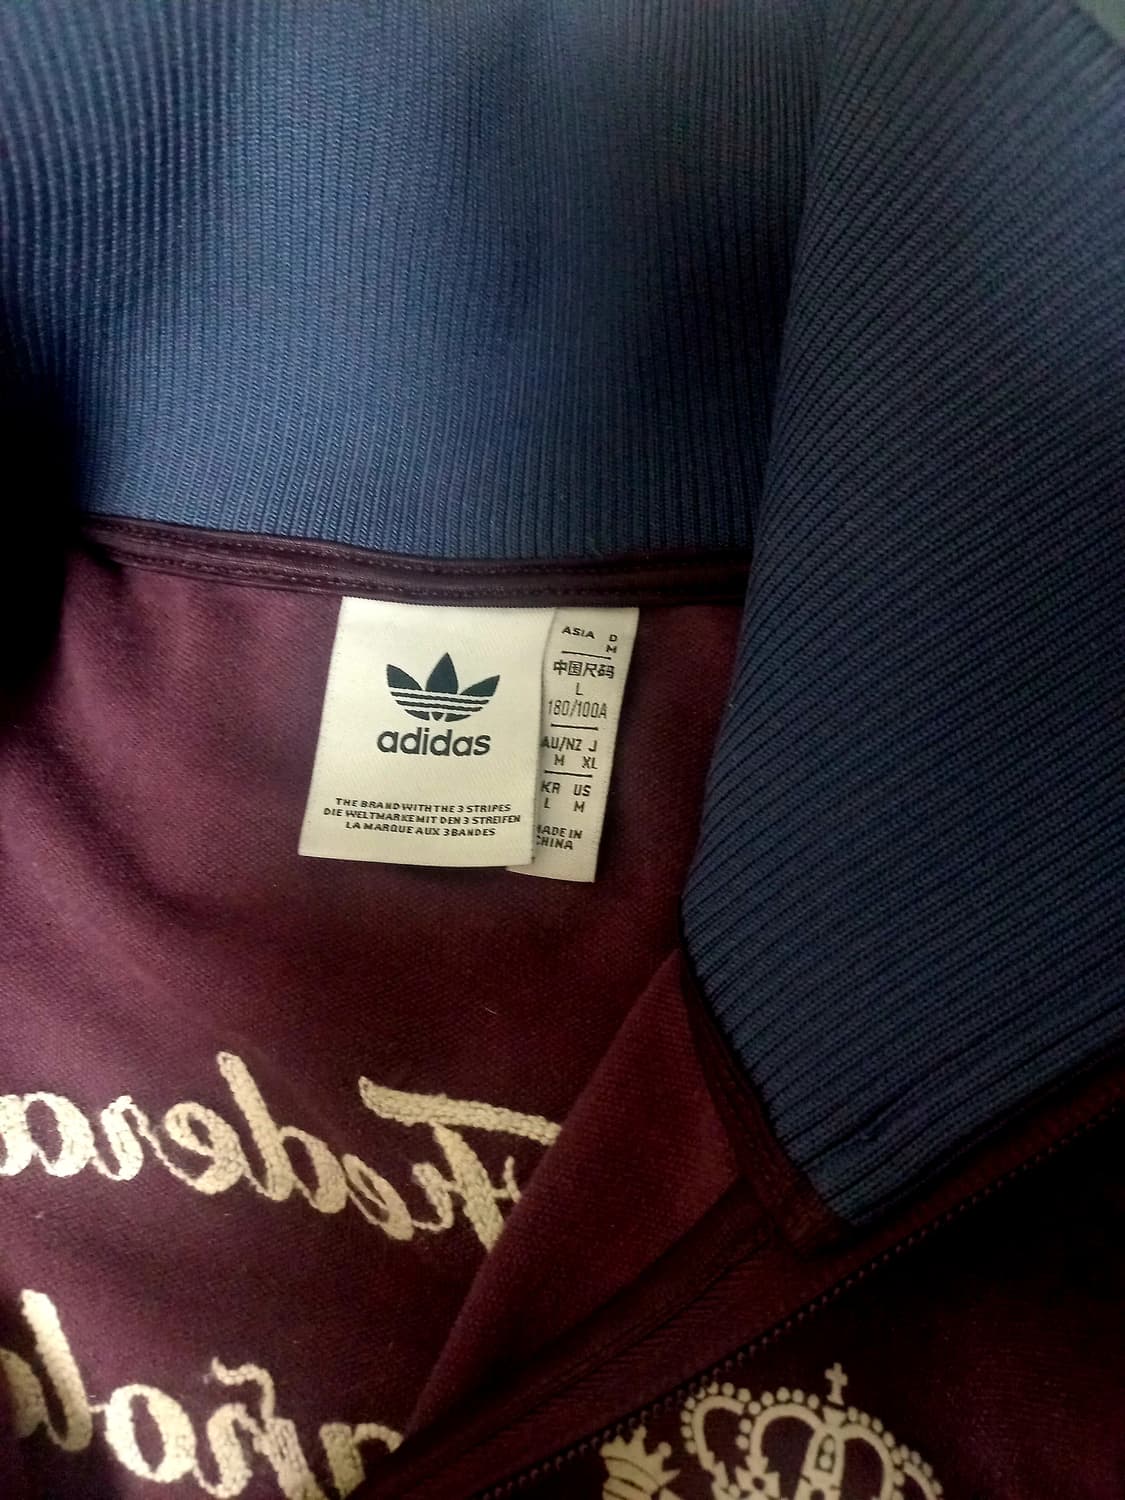 adidas
THE BRAND WITH THE 3 STRIPES
DIE WELTMARKE MIT DEN 3 STREIFEN
LA MARQUE AUX 3 BANDES
ASIA D
M
中国尺码
L
180/100A
AU/NZ J
M XL
KR US
L M
MADE IN
CHINA